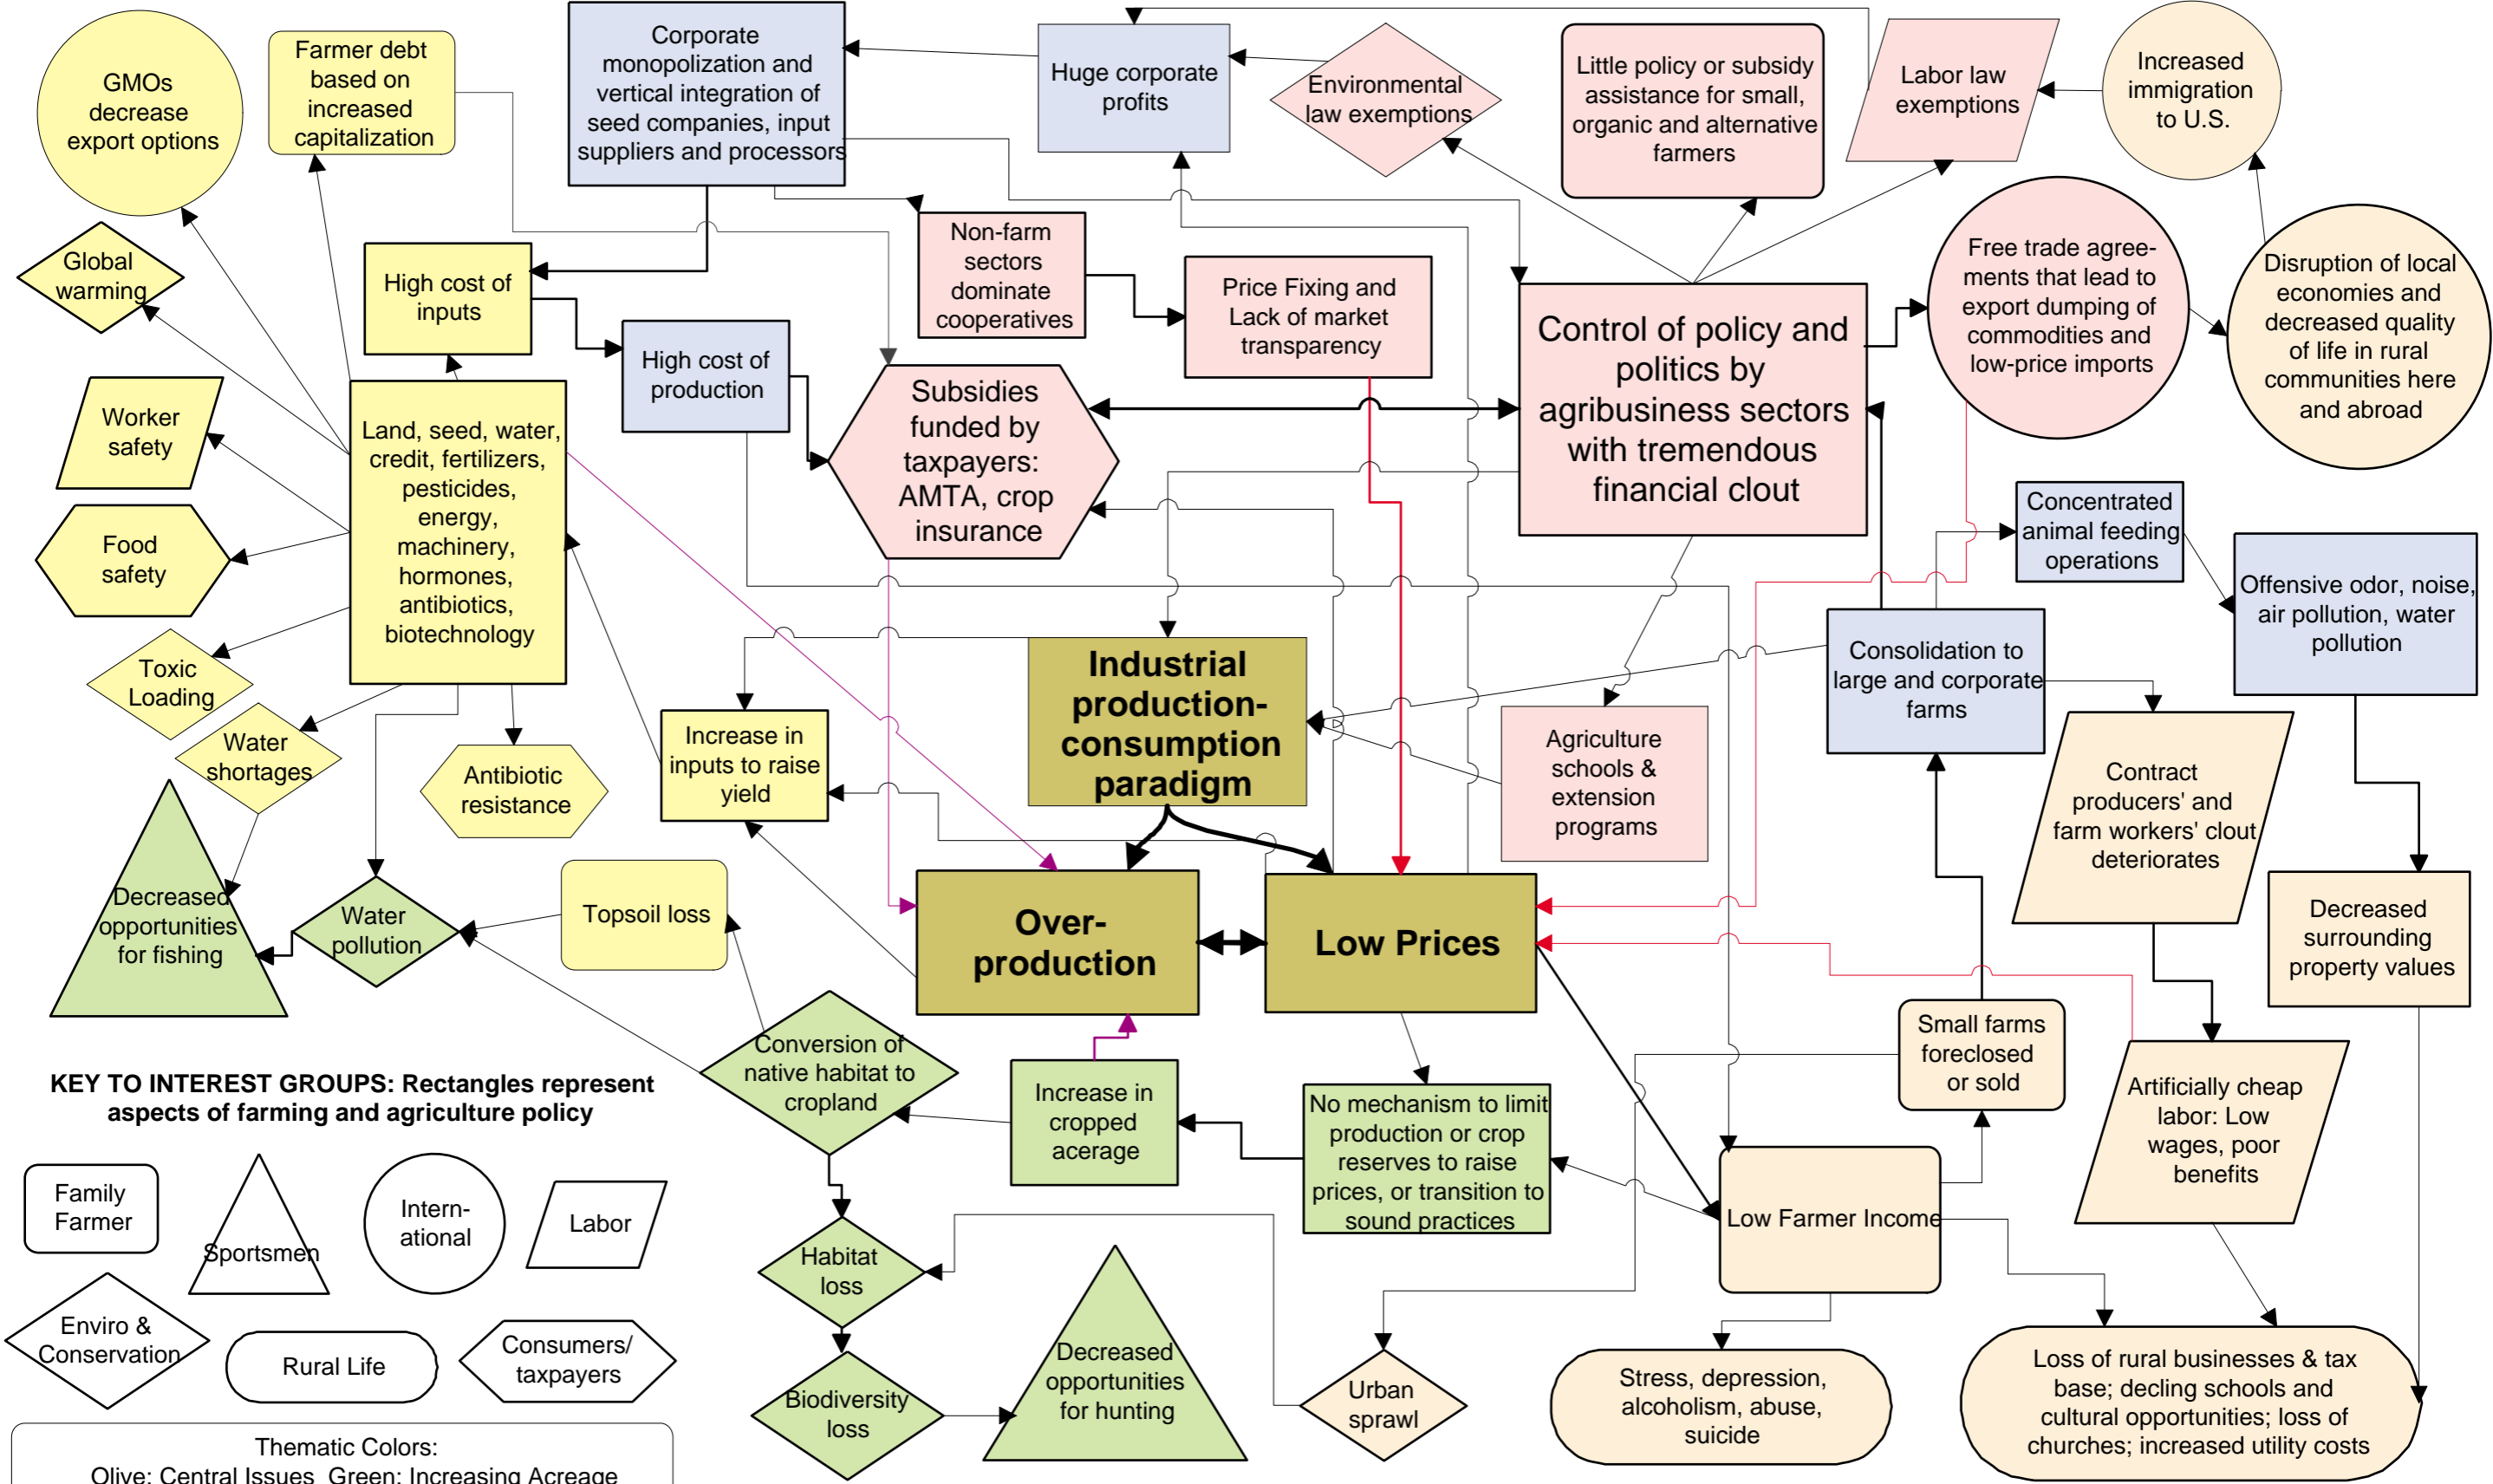 GMOs
decrease
export options
Farmer debt
based on
increased
capitalization
Corporate
monopolization and
vertical integration of
seed companies, input
suppliers and processors
Huge corporate
profits
Environmental
law exemptions
Little policy or subsidy
assistance for small,
organic and alternative
farmers
Labor law
exemptions
Increased
immigration
to U.S.
Global
warming
High cost of
inputs
High cost of
production
Non-farm
sectors
dominate
cooperatives
Price Fixing and
Lack of market
transparency
Control of policy and
politics by
agribusiness sectors
with tremendous
financial clout
Free trade agree-
ments that lead to
export dumping of
commodities and
low-price imports
Disruption of local
economies and
decreased quality
of life in rural
communities here
and abroad
Worker
safety
Food
safety
Land, seed, water,
credit, fertilizers,
pesticides,
energy,
machinery,
hormones,
antibiotics,
biotechnology
Subsidies
funded by
taxpayers:
AMTA, crop
insurance
Concentrated
animal feeding
operations
Offensive odor, noise,
air pollution, water
pollution
Toxic
Loading
Water
shortages
Antibiotic
resistance
Increase in
inputs to raise
yield
Industrial
production-
consumption
paradigm
Agriculture
schools &
extension
programs
Consolidation to
large and corporate
farms
Contract
producers' and
farm workers' clout
deteriorates
Decreased
opportunities
for fishing
Water
pollution
Topsoil loss
Over-
production
Low Prices
Decreased
surrounding
property values
Conversion of
native habitat to
cropland
Increase in
cropped
acerage
No mechanism to limit
production or crop
reserves to raise
prices, or transition to
sound practices
Small farms
foreclosed
or sold
Artificially cheap
labor: Low
wages, poor
benefits
Low Farmer Income
KEY TO INTEREST GROUPS: Rectangles represent
aspects of farming and agriculture policy
Family
Farmer
Sportsmen
Intern-
ational
Labor
Enviro &
Conservation
Rural Life
Consumers/
taxpayers
Habitat
loss
Biodiversity
loss
Decreased
opportunities
for hunting
Urban
sprawl
Stress, depression,
alcoholism, abuse,
suicide
Loss of rural businesses & tax
base; decling schools and
cultural opportunities; loss of
churches; increased utility costs
Thematic Colors:
Olive: Central Issues Green: Increasing Acreage